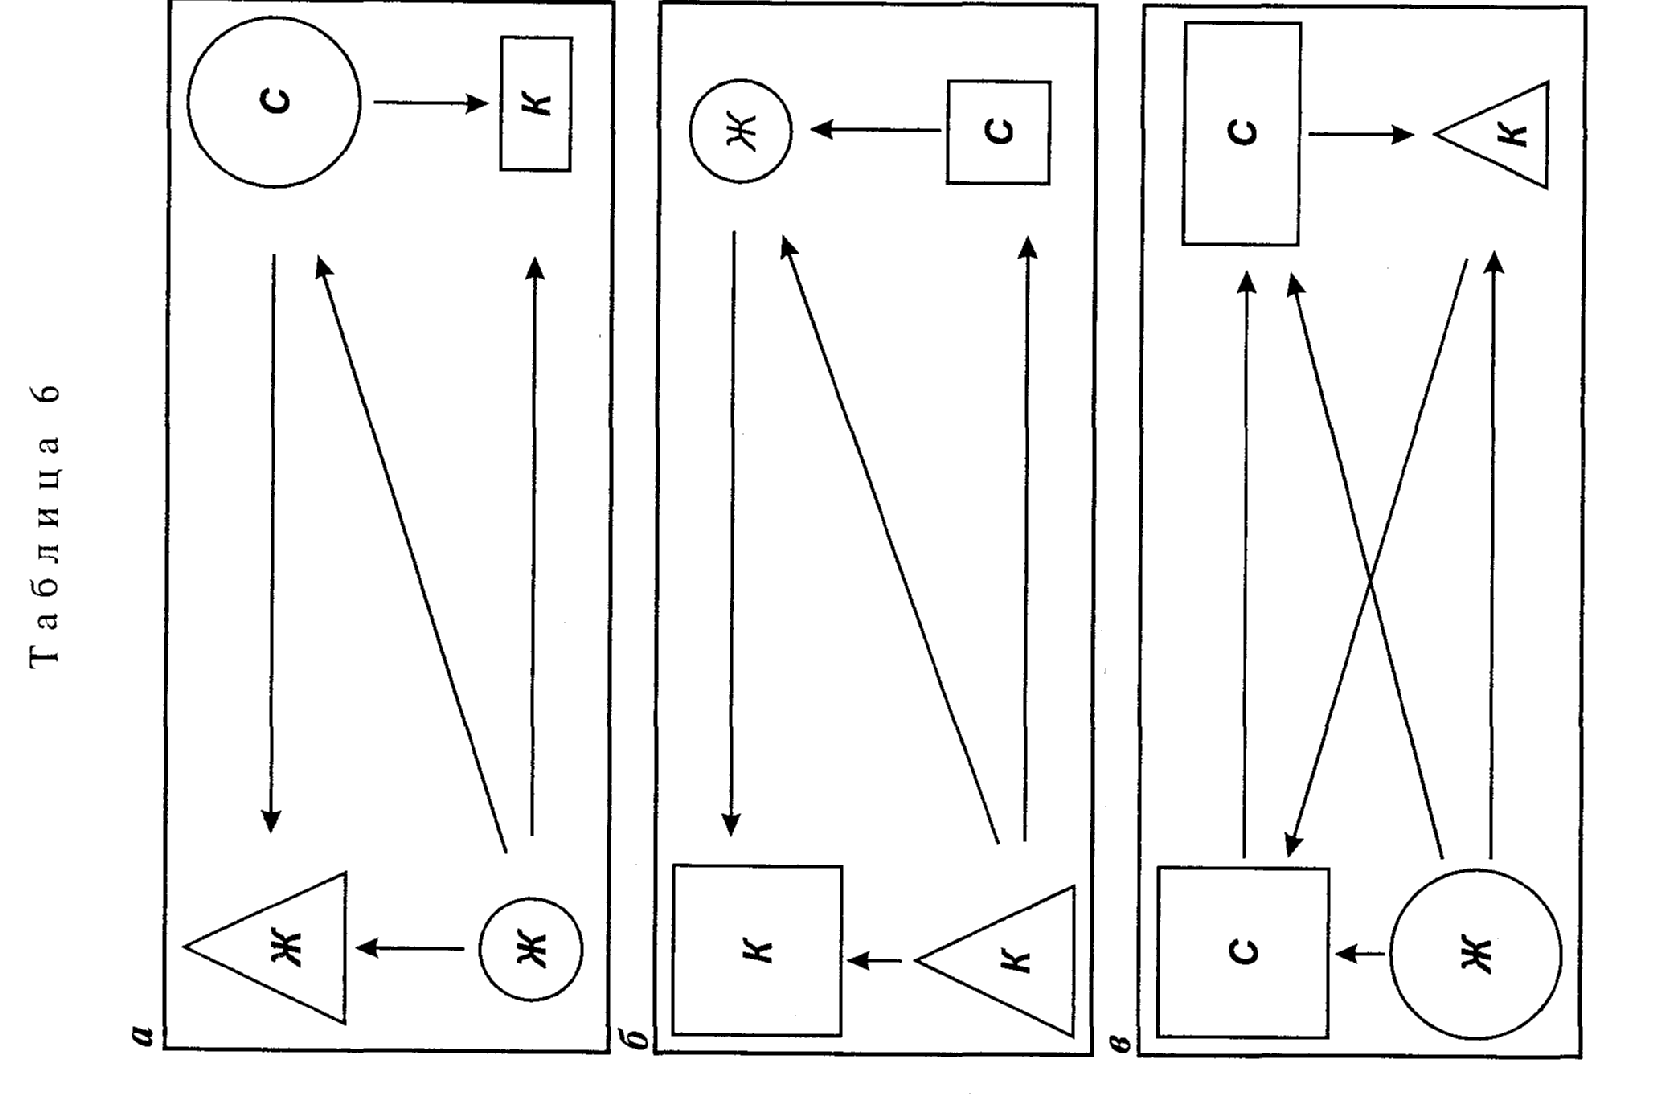 Таблица 6
а
Ж С
Ж К
б
К Ж
К С
в
С С
Ж К